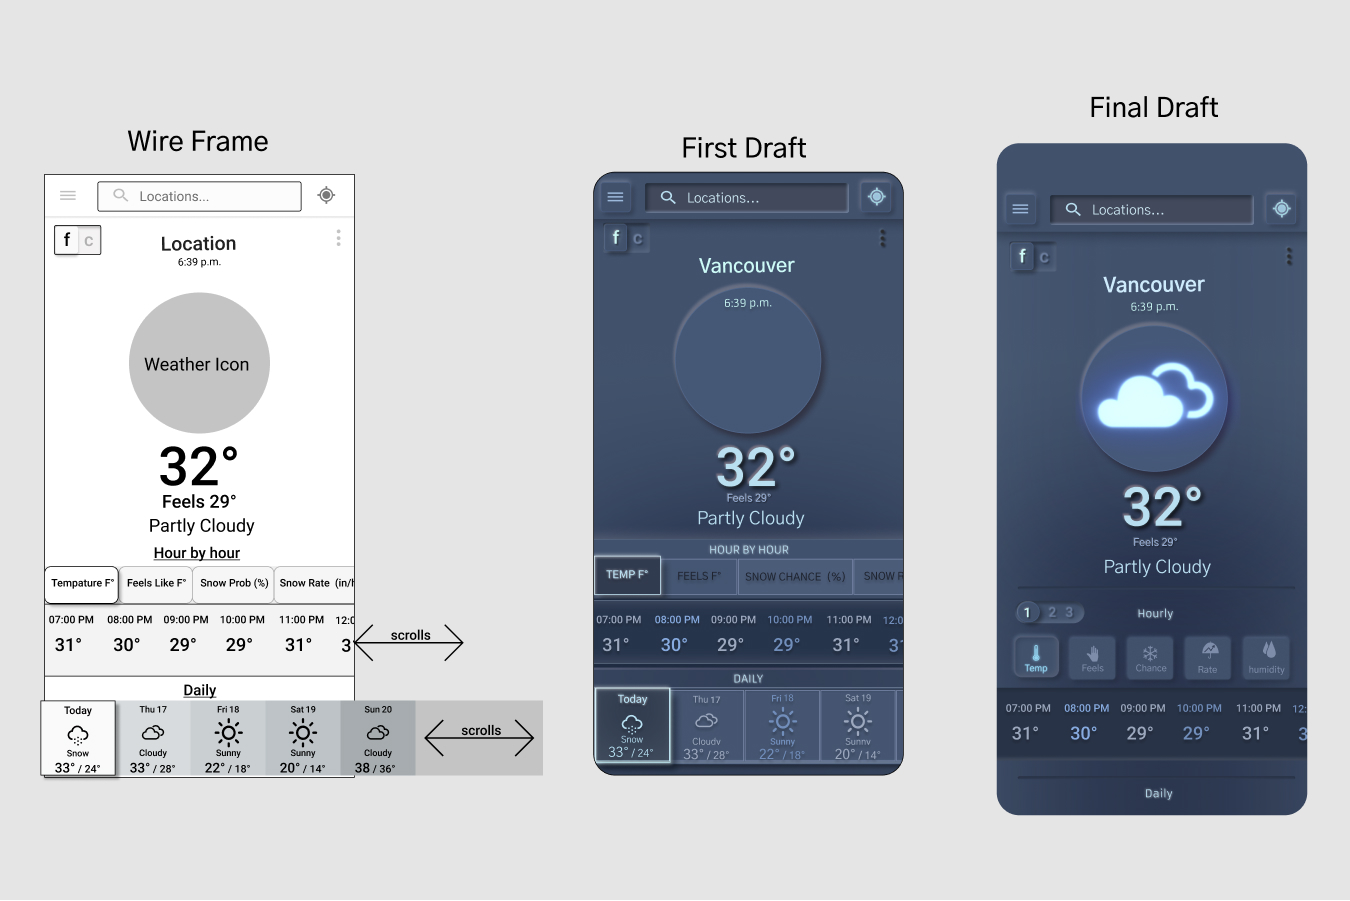 Wire Frame
Locations...
f c
Location
6:39 p.m.
Weather Icon
32°
Feels 29°
Partly Cloudy
Hour by hour
Tempature F° Feels Like F° Snow Prob (%) Snow Rate (in/h
07:00 PM 08:00 PM 09:00 PM 10:00 PM 11:00 PM 12:0
31° 30° 29° 29° 31° 3
scrolls
Daily
Today Thu 17 Fri 18 Sat 19 Sun 20
Snow Cloudy Sunny Sunny Cloudy
33° / 24° 33° / 28° 22° / 18° 20° / 14° 38 / 36°
scrolls
First Draft
Locations...
f c
Vancouver
6:39 p.m.
32°
Feels 29°
Partly Cloudy
HOUR BY HOUR
TEMP F° FEELS F° SNOW CHANCE (%) SNOW R
07:00 PM 08:00 PM 09:00 PM 10:00 PM 11:00 PM 12:0
31° 30° 29° 29° 31° 3
DAILY
Today Thu 17 Fri 18 Sat 19
Snow Cloudy Sunny Sunny
33° / 24° 33° / 28° 22° / 18° 20° / 14°
Final Draft
Locations...
f c
Vancouver
6:39 p.m.
32°
Feels 29°
Partly Cloudy
1 2 3 Hourly
Temp Feels Chance Rate humidity
07:00 PM 08:00 PM 09:00 PM 10:00 PM 11:00 PM 12:
31° 30° 29° 29° 31° 3
Daily